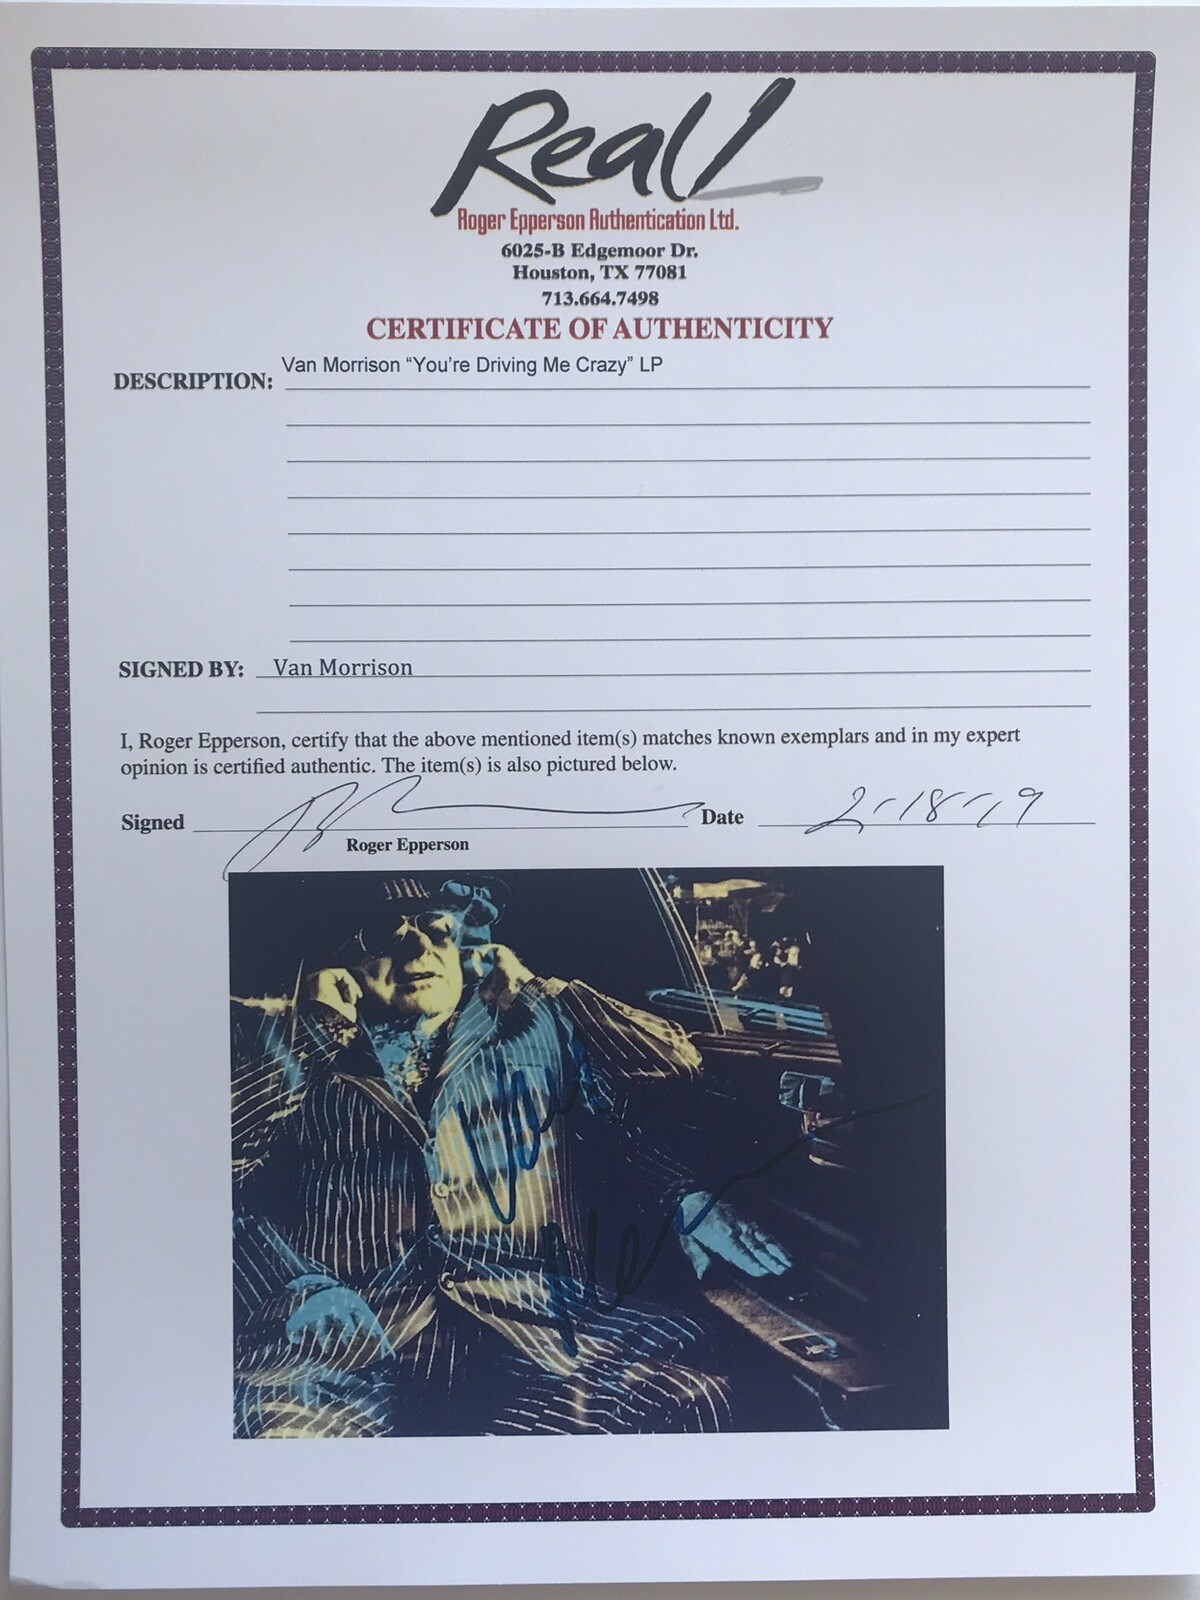 Real!
Roger Epperson Authentication Ltd.
6025-B Edgemoor Dr.
Houston, TX 77081
713.664.7498
CERTIFICATE OF AUTHENTICITY
DESCRIPTION: Van Morrison “You’re Driving Me Crazy” LP
SIGNED BY: Van Morrison
I, Roger Epperson, certify that the above mentioned item(s) matches known exemplars and in my expert
opinion is certified authentic. The item(s) is also pictured below.
Signed Date 2-18-19
Roger Epperson
Van